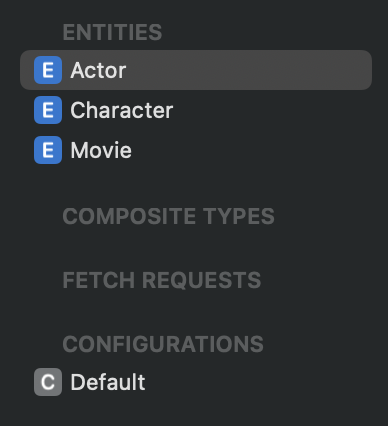 ENTITIES
E Actor
E Character
E Movie
COMPOSITE TYPES
FETCH REQUESTS
CONFIGURATIONS
C Default